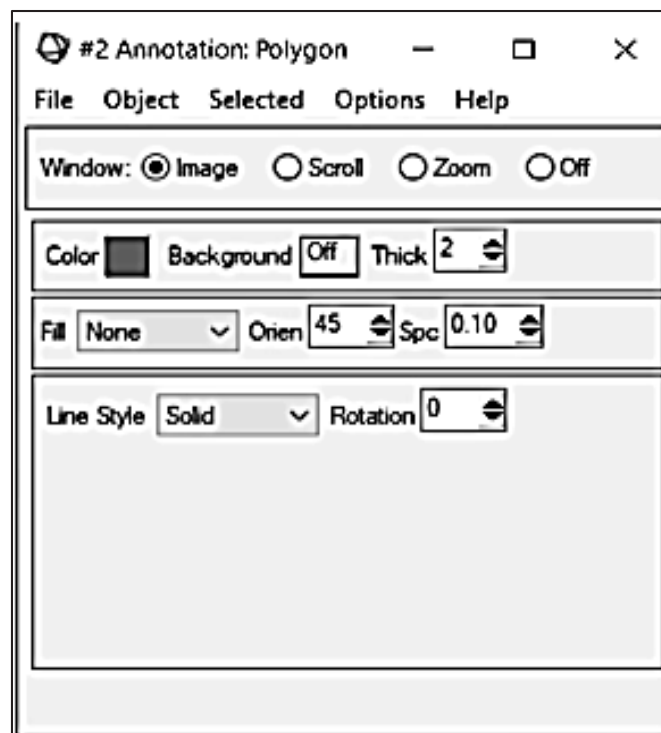 #2 Annotation: Polygon
File Object Selected Options Help
Window: Image Scroll Zoom Off
Color Background Off Thick 2
Fill None Orien 45 Spc 0.10
Line Style Solid Rotation 0